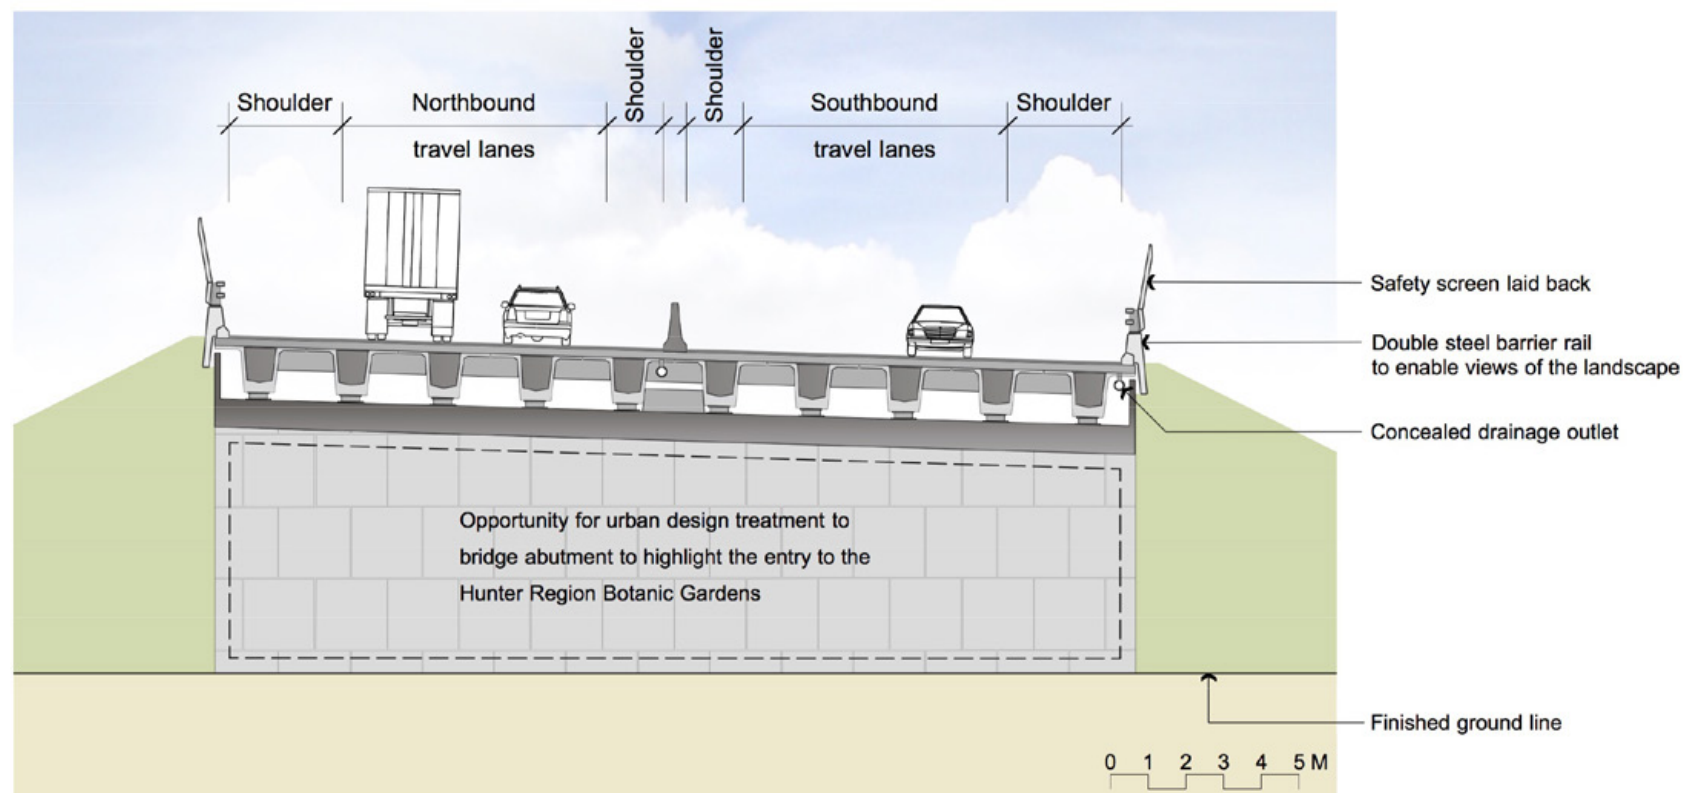 Shoulder
Northbound
travel lanes
Shoulder
Shoulder
Southbound
travel lanes
Shoulder
Safety screen laid back
Double steel barrier rail
to enable views of the landscape
Concealed drainage outlet
Opportunity for urban design treatment to
bridge abutment to highlight the entry to the
Hunter Region Botanic Gardens
Finished ground line
0 1 2 3 4 5 M